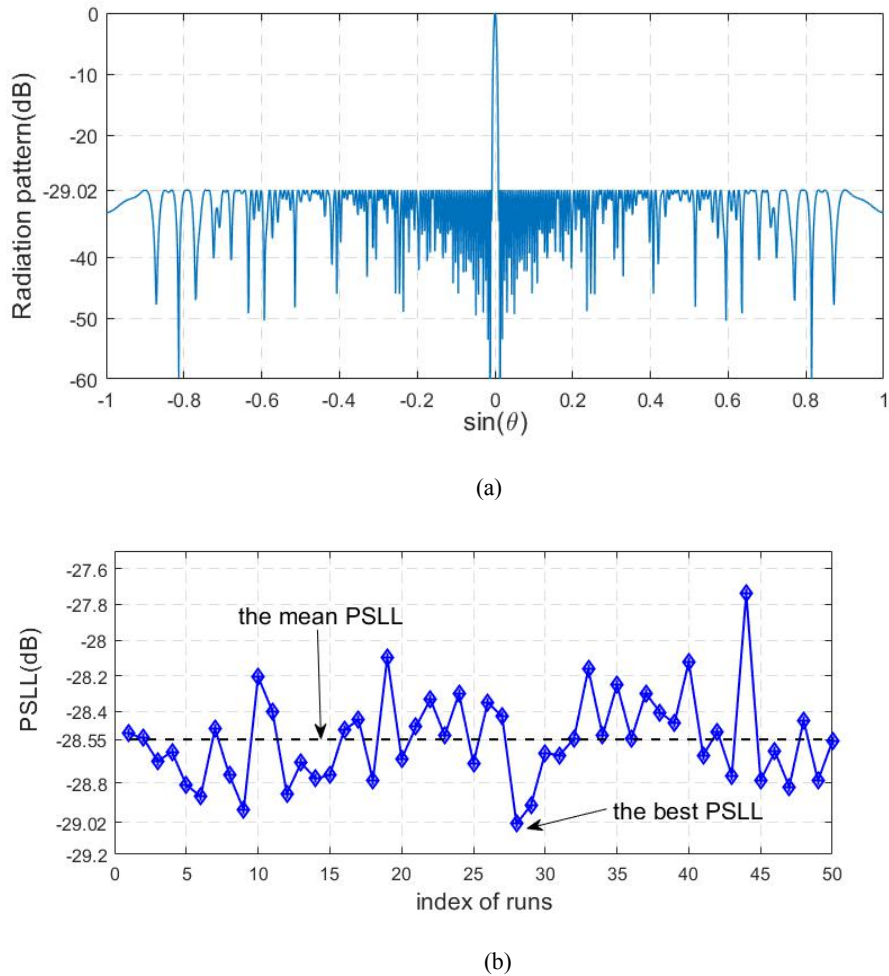 Radiation pattern(dB)
0
-10
-20
-29.02
-40
-50
-60
-1 -0.8 -0.6 -0.4 -0.2 0 0.2 0.4 0.6 0.8 1
sin(θ)
(a)
PSLL(dB)
-27.6
-27.8
-28
-28.2
-28.4
-28.55
-28.8
-29.02
-29.2
the mean PSLL
the best PSLL
0 5 10 15 20 25 30 35 40 45 50
index of runs
(b)